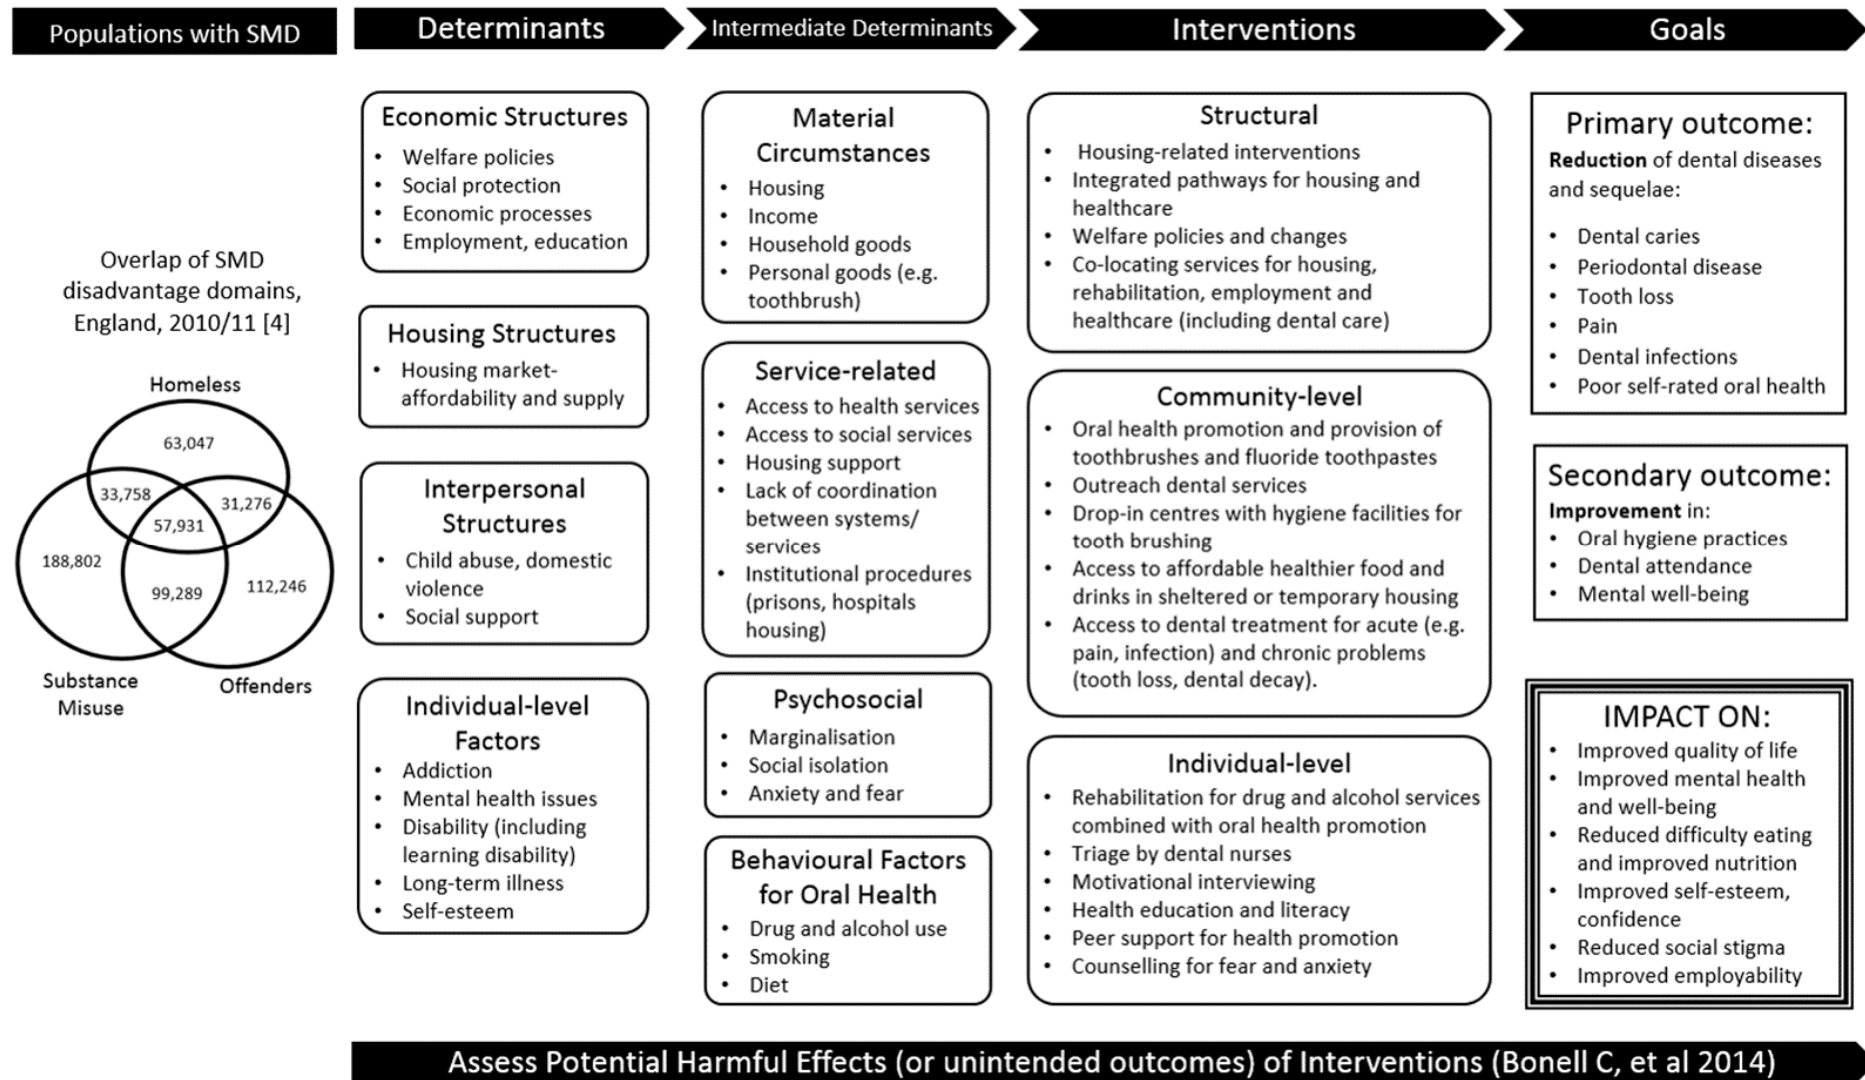 Populations with SMD
Determinants
Intermediate Determinants
Interventions
Goals
Overlap of SMD
disadvantage domains,
England, 2010/11 [4]
Homeless
63,047
33,758
31,276
57,931
188,802
99,289
112,246
Substance
Misuse
Offenders
Economic Structures
• Welfare policies
• Social protection
• Economic processes
• Employment, education
Housing Structures
• Housing market-
affordability and supply
Interpersonal
Structures
• Child abuse, domestic
violence
• Social support
Individual-level
Factors
• Addiction
• Mental health issues
• Disability (including
learning disability)
• Long-term illness
• Self-esteem
Material
Circumstances
• Housing
• Income
• Household goods
• Personal goods (e.g.
toothbrush)
Service-related
• Access to health services
• Access to social services
• Housing support
• Lack of coordination
between systems/
services
• Institutional procedures
(prisons, hospitals
housing)
Psychosocial
• Marginalisation
• Social isolation
• Anxiety and fear
Behavioural Factors
for Oral Health
• Drug and alcohol use
• Smoking
• Diet
Structural
• Housing-related interventions
• Integrated pathways for housing and
healthcare
• Welfare policies and changes
• Co-locating services for housing,
rehabilitation, employment and
healthcare (including dental care)
Community-level
• Oral health promotion and provision of
toothbrushes and fluoride toothpastes
• Outreach dental services
• Drop-in centres with hygiene facilities for
tooth brushing
• Access to affordable healthier food and
drinks in sheltered or temporary housing
• Access to dental treatment for acute (e.g.
pain, infection) and chronic problems
(tooth loss, dental decay).
Individual-level
• Rehabilitation for drug and alcohol services
combined with oral health promotion
• Triage by dental nurses
• Motivational interviewing
• Health education and literacy
• Peer support for health promotion
• Counselling for fear and anxiety
Primary outcome:
Reduction of dental diseases
and sequelae:
• Dental caries
• Periodontal disease
• Tooth loss
• Pain
• Dental infections
• Poor self-rated oral health
Secondary outcome:
Improvement in:
• Oral hygiene practices
• Dental attendance
• Mental well-being
IMPACT ON:
• Improved quality of life
• Improved mental health
and well-being
• Reduced difficulty eating
and improved nutrition
• Improved self-esteem,
confidence
• Reduced social stigma
• Improved employability
Assess Potential Harmful Effects (or unintended outcomes) of Interventions (Bonell C, et al 2014)